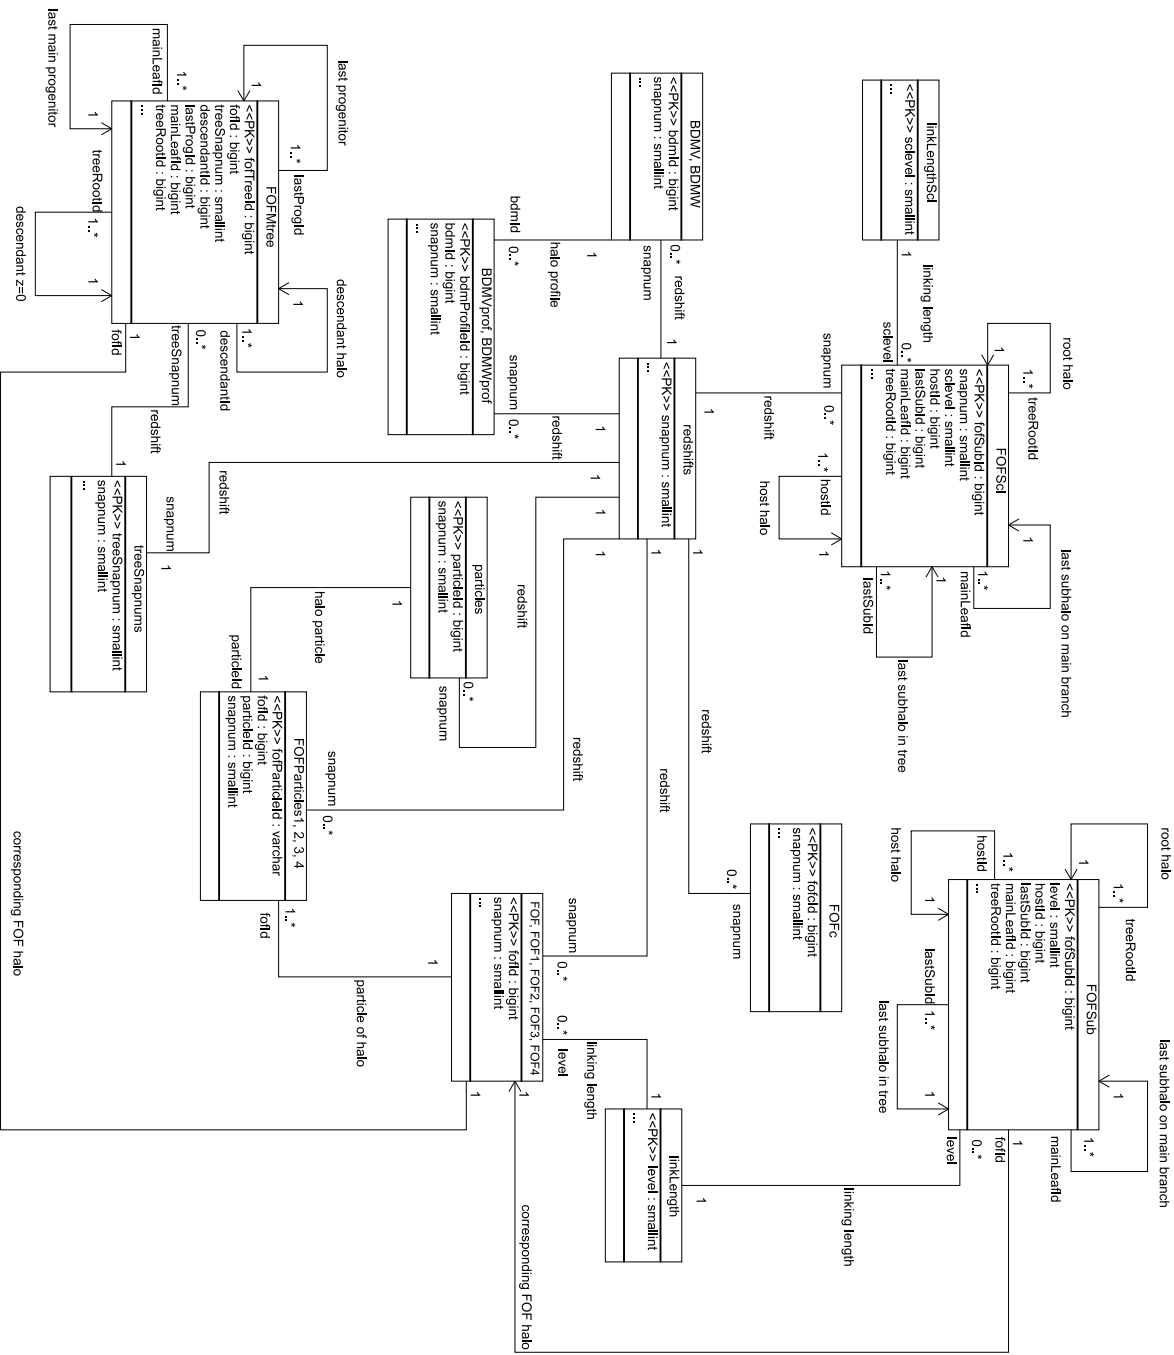 linkLengthScl
<<PK>> sclevel : smallint
...
1
linking length
sclevel
0..*
root halo
1
1..*
treeRootId
FOFScl
<<PK>> fofSubId : bigint
snapnum : smallint
sclevel : smallint
hostId : bigint
lastSubId : bigint
mainLeafId : bigint
treeRootId : bigint
...
last subhalo on main branch
1
1..*
mainLeafId
1..*
lastSubId
1
last subhalo in tree
1..*
hostId
host halo
1
snapnum
0..*
redshift
1
BDMV, BDMW
<<PK>> bdmId : bigint
snapnum : smallint
...
0..*
redshift
snapnum
1
bdmId
0..*
halo profile
1
BDMVprof, BDMWprof
<<PK>> bdmProfileId : bigint
bdmId : bigint
snapnum : smallint
...
snapnum
0..*
redshift
1
redshifts
<<PK>> snapnum : smallint
...
last progenitor
1
1..*
lastProgId
mainLeafId
1..*
last main progenitor
1
FOFMtree
<<PK>> fofTreeId : bigint
fofId : bigint
treeSnapnum : smallint
descendantId : bigint
lastProgId : bigint
mainLeafId : bigint
treeRootId : bigint
...
treeRootId
1..*
descendant z=0
1
descendant halo
1
1..*
descendantId
0..*
treeSnapnum
1
fofId
redshift
1
treeSnapnums
<<PK>> treeSnapnum : smallint
snapnum : smallint
...
snapnum
1
redshift
1
particles
<<PK>> particleId : bigint
snapnum : smallint
...
redshift
1
0..*
snapnum
1
halo particle
particleId
1
FOFParticles1, 2, 3, 4
<<PK>> fofParticleId : varchar
fofId : bigint
particleId : bigint
snapnum : smallint
snapnum
0..*
redshift
1
1..*
fofId
1
particle of halo
FOF, FOF1, FOF2, FOF3, FOF4
<<PK>> fofId : bigint
snapnum : smallint
...
snapnum
0..*
redshift
1
0..*
level
linking length
1
1
corresponding FOF halo
1
corresponding FOF halo
linkLength
<<PK>> level : smallint
...
1
linking length
level
0..*
fofId
1
FOFc
<<PK>> fofcId : bigint
snapnum : smallint
...
0..*
snapnum
redshift
1
root halo
1
1..*
treeRootId
FOFSub
<<PK>> fofSubId : bigint
level : smallint
hostId : bigint
lastSubId : bigint
mainLeafId : bigint
treeRootId : bigint
...
last subhalo on main branch
1
1..*
mainLeafId
1..*
hostId
host halo
1
lastSubId
1..*
last subhalo in tree
1